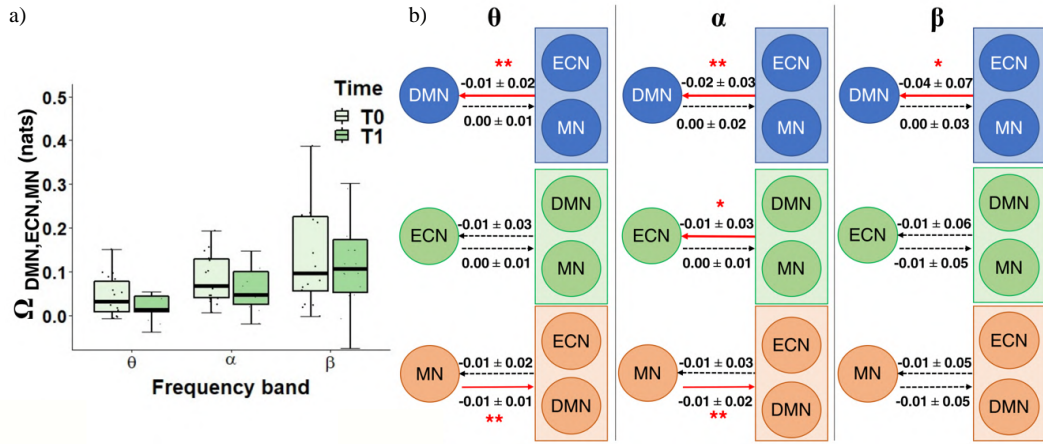 a)
Ω DMN,ECN,MN (nats)
0.5
0.4
0.3
0.2
0.1
0.0
Time
T0
T1
θ
α
β
Frequency band
b)
θ
α
β
**
-0.01 ± 0.02
DMN
0.00 ± 0.01
ECN
MN
**
-0.02 ± 0.03
DMN
0.00 ± 0.02
ECN
MN
*
-0.04 ± 0.07
DMN
0.00 ± 0.03
ECN
MN
-0.01 ± 0.03
ECN
0.00 ± 0.01
DMN
MN
*
-0.01 ± 0.03
ECN
0.00 ± 0.01
DMN
MN
-0.01 ± 0.06
ECN
-0.01 ± 0.05
DMN
MN
-0.01 ± 0.02
MN
-0.01 ± 0.01
**
ECN
DMN
-0.01 ± 0.03
MN
-0.01 ± 0.02
**
ECN
DMN
-0.01 ± 0.05
MN
-0.01 ± 0.05
ECN
DMN